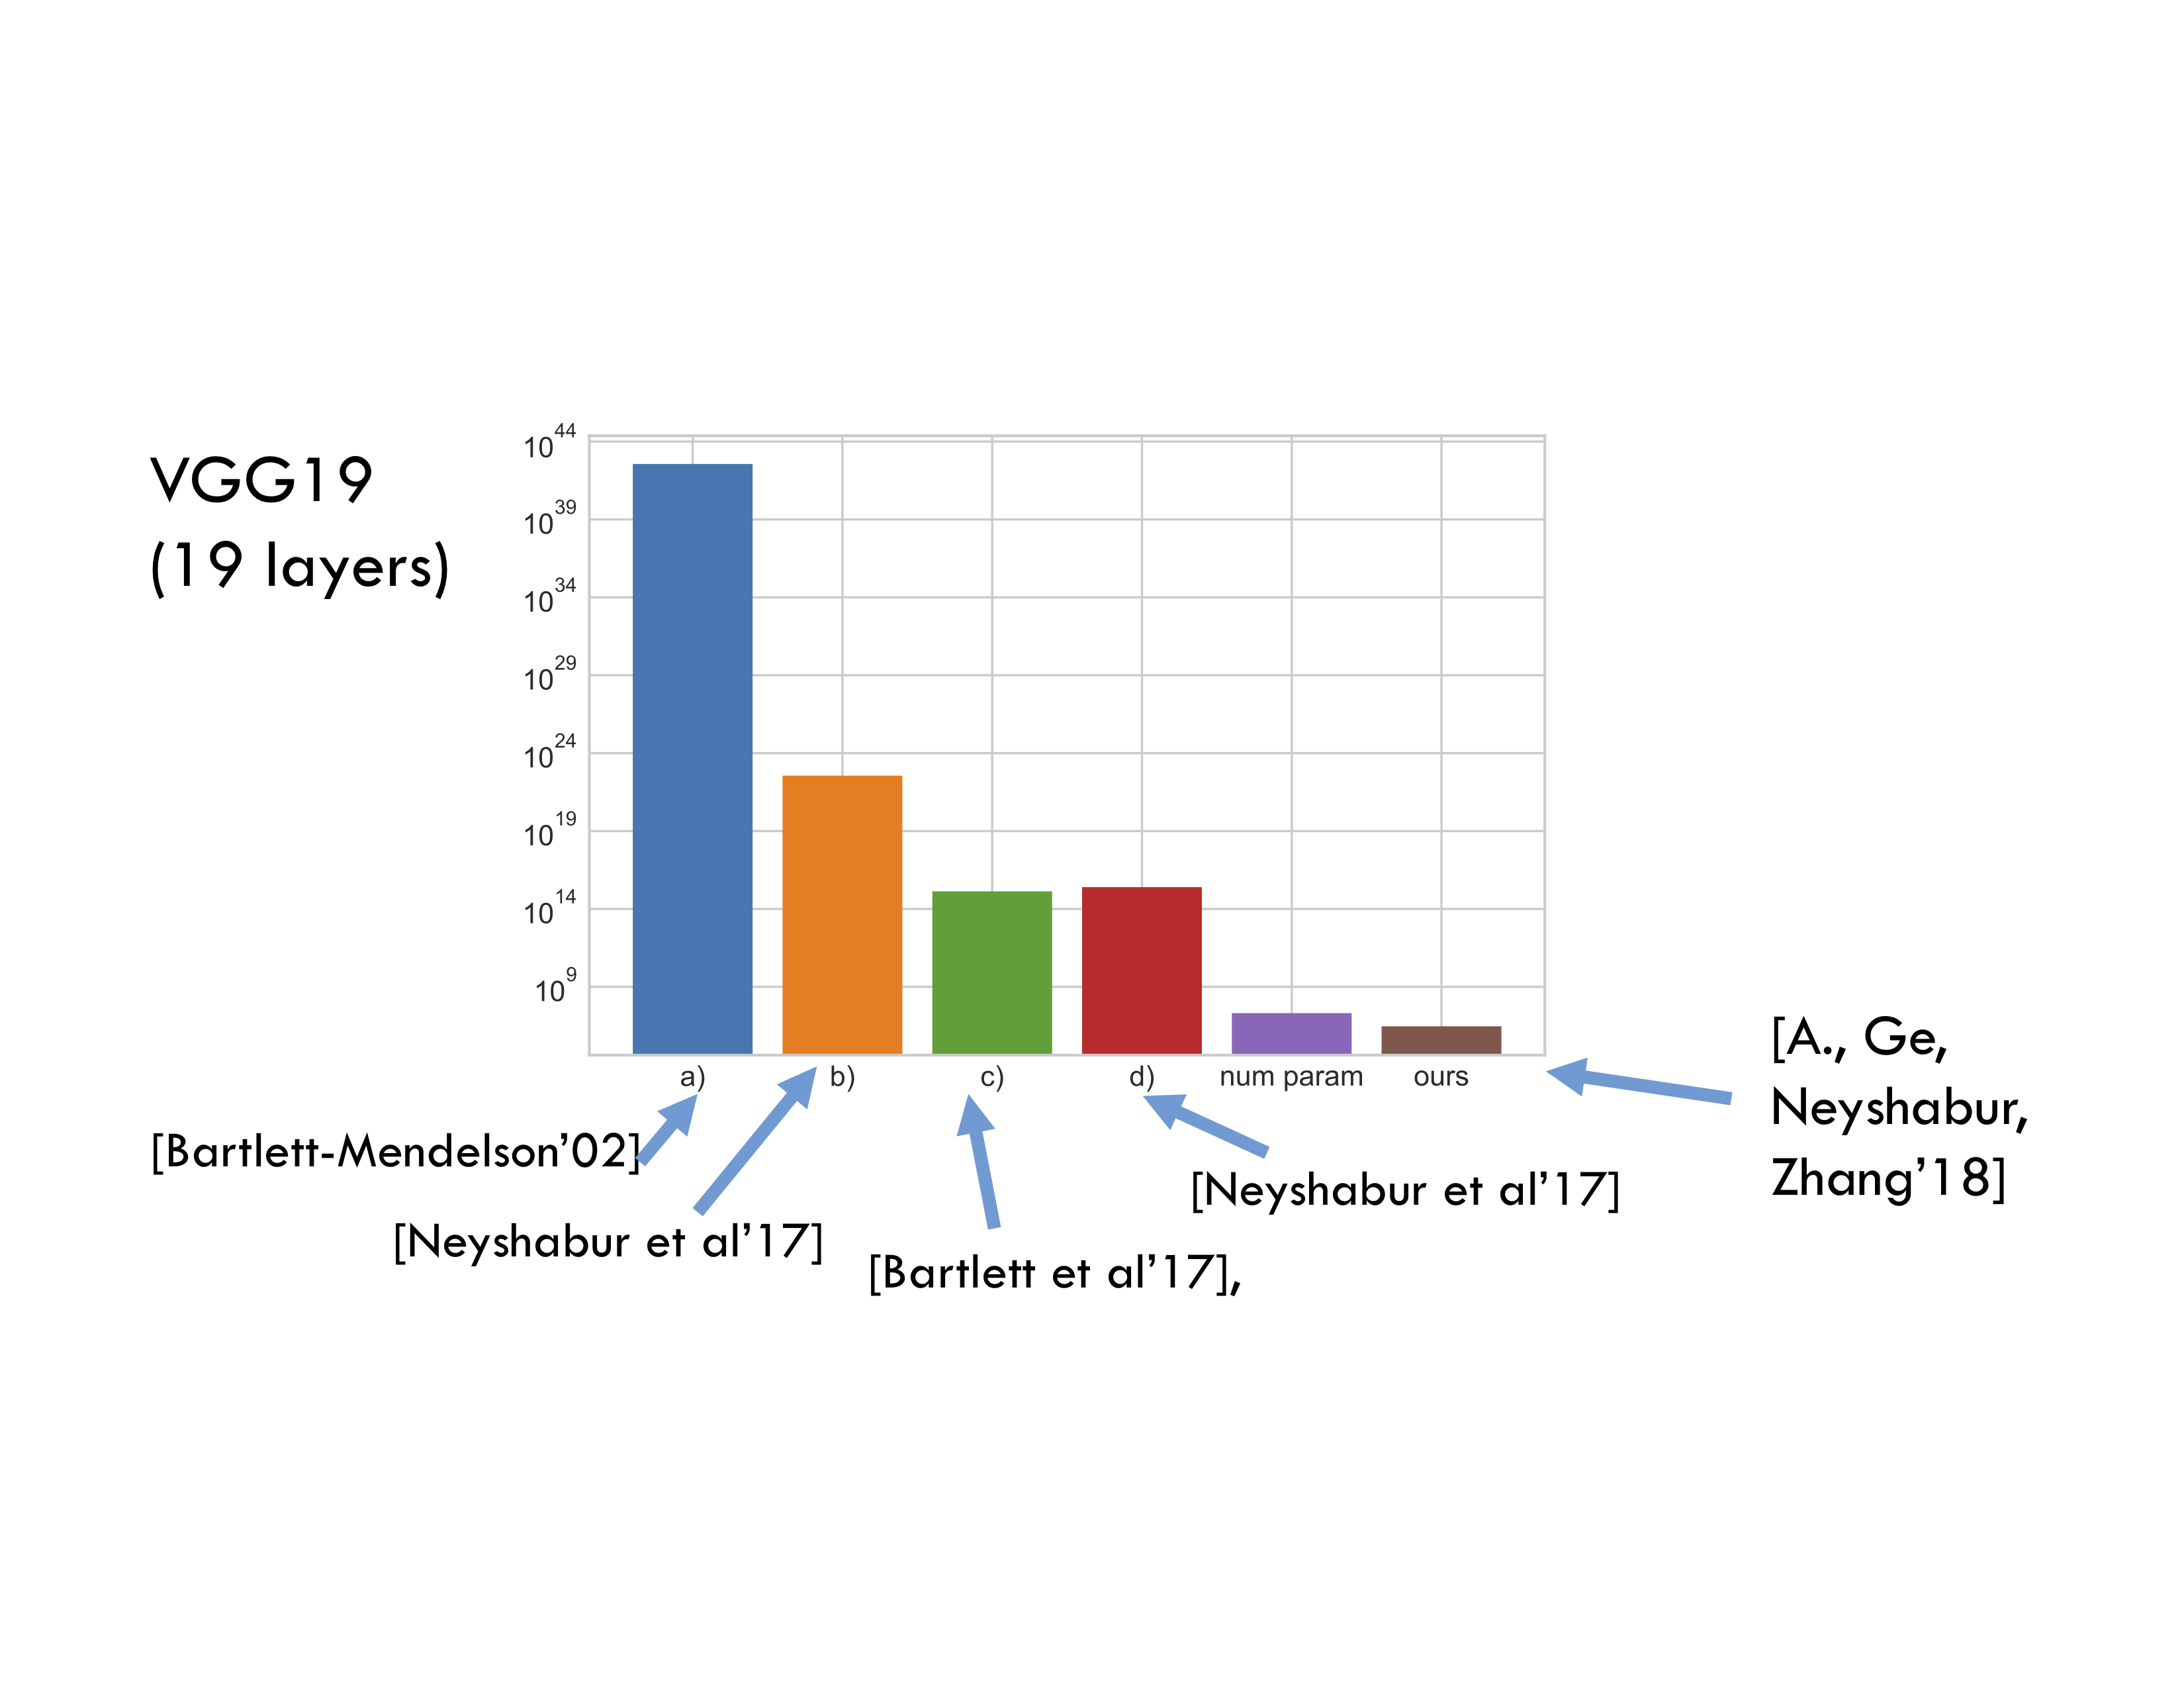 VGG19
(19 layers)
10^44
10^39
10^34
10^29
10^24
10^19
10^14
10^9
a)
b)
c)
d)
num param
ours
[Bartlett-Mendelson'02]
[Neyshabur et al'17]
[Bartlett et al'17],
[Neyshabur et al'17]
[A., Ge,
Neyshabur,
Zhang'18]